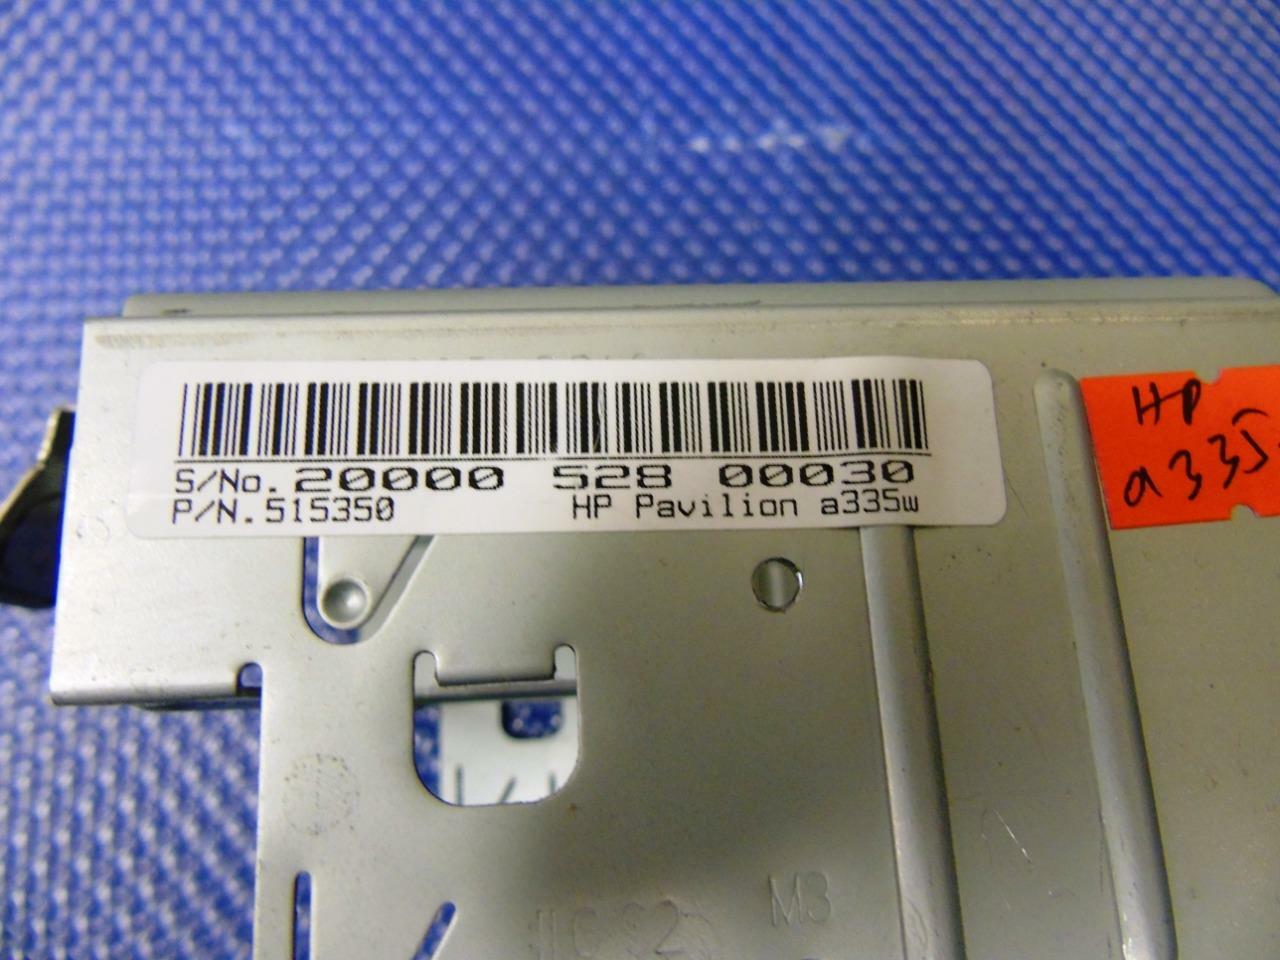 S/No. 20000 528 00030
P/N. 515350 HP Pavilion a335w
HP
a335
M3